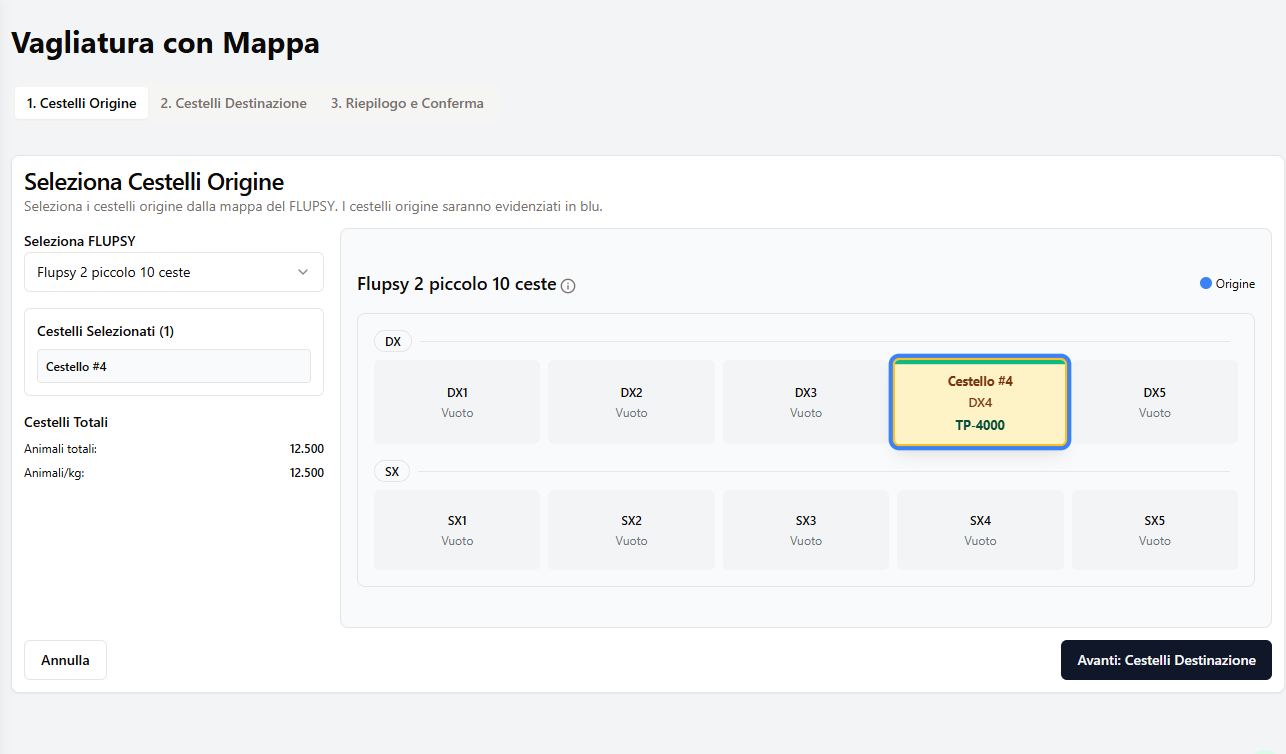 Vagliatura con Mappa
1. Cestelli Origine
2. Cestelli Destinazione
3. Riepilogo e Conferma
Seleziona Cestelli Origine
Seleziona i cestelli origine dalla mappa del FLUPSY. I cestelli origine saranno evidenziati in blu.
Seleziona FLUPSY
Flupsy 2 piccolo 10 ceste
Cestelli Selezionati (1)
Cestello #4
Cestelli Totali
Animali totali: 12.500
Animali/kg: 12.500
Flupsy 2 piccolo 10 ceste
Origine
DX
DX1
Vuoto
DX2
Vuoto
DX3
Vuoto
Cestello #4
DX4
TP-4000
DX5
Vuoto
SX
SX1
Vuoto
SX2
Vuoto
SX3
Vuoto
SX4
Vuoto
SX5
Vuoto
Annulla
Avanti: Cestelli Destinazione